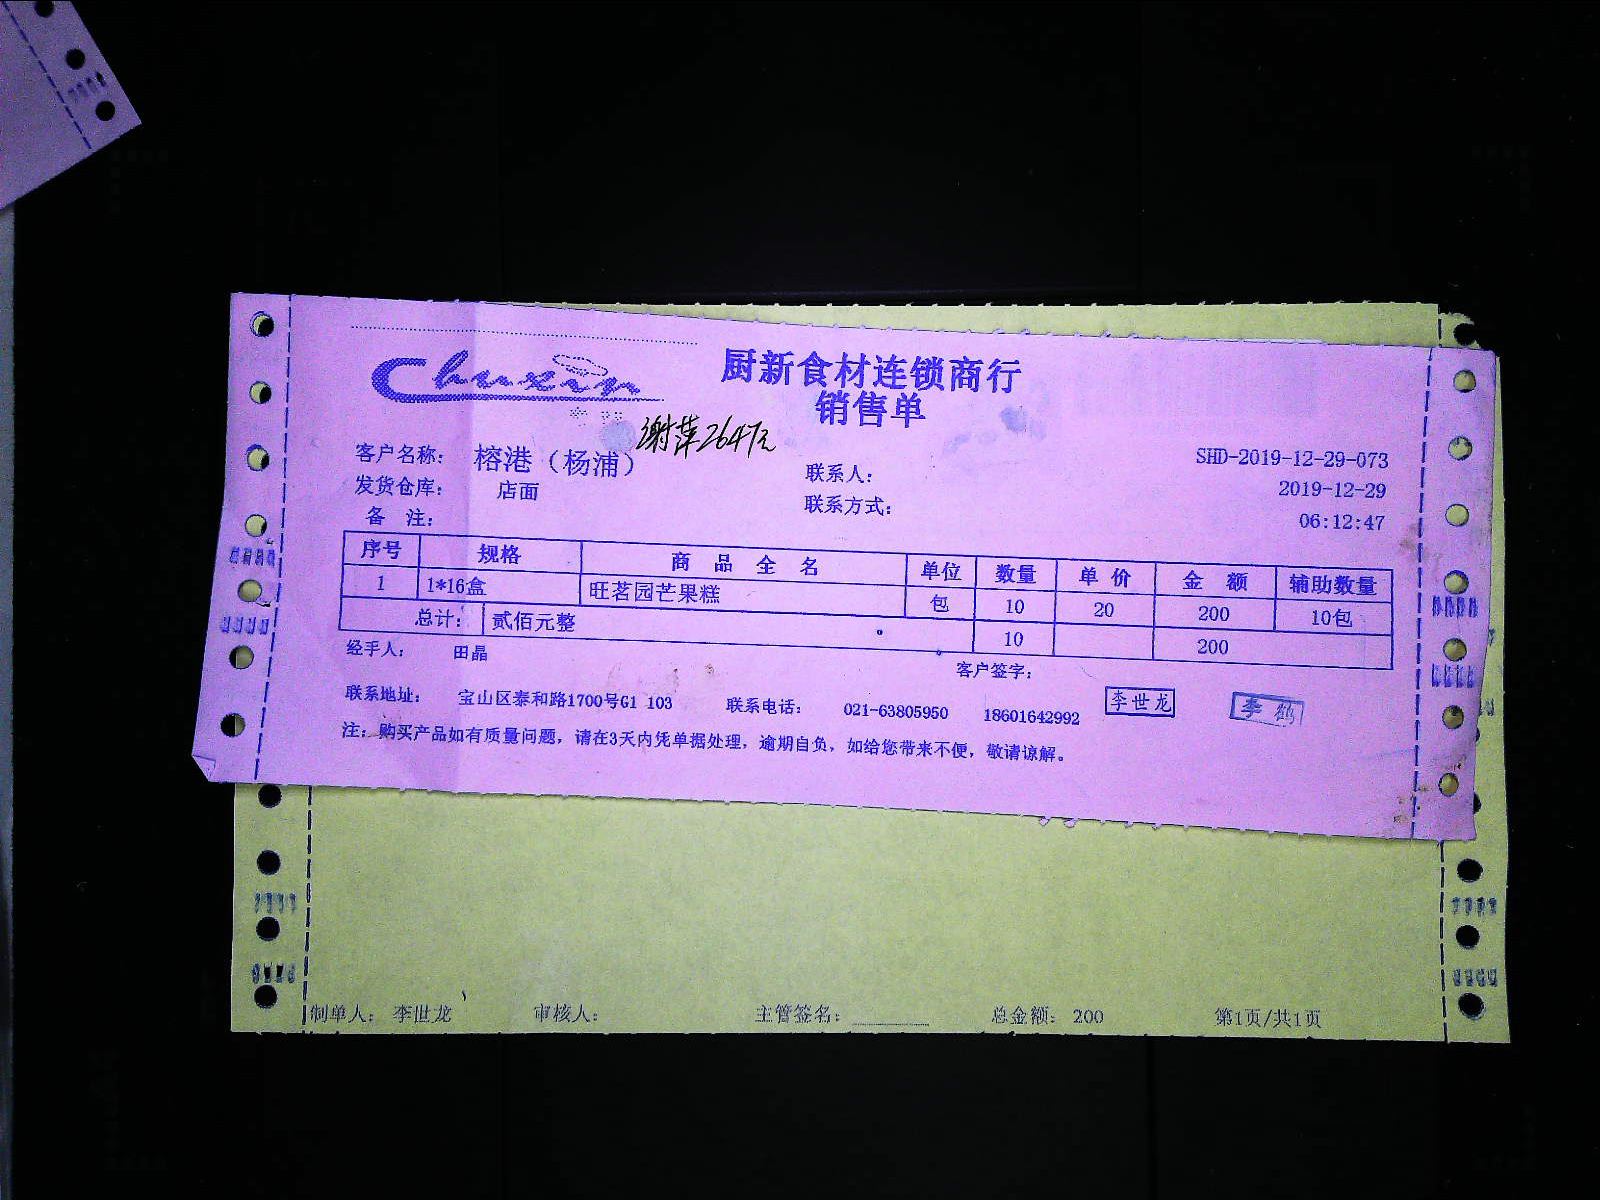 Chuxin
厨新食材连锁商行
销售单
谢萍2647元
客户名称： 榕港（杨浦） 联系人： SHD-2019-12-29-073
发货仓库： 店面 联系方式： 2019-12-29
备 注： 06:12:47
序号 规格 商 品 全 名 单位 数量 单 价 金 额 辅助数量
1 1*16盒 旺茗园芒果糕 包 10 20 200 10包
总计： 贰佰元整 10 200
经手人： 田晶 客户签字：
联系地址： 宝山区泰和路1700号G1 103 联系电话： 021-63805950 18601642992 李世龙 李鹤
注：购买产品如有质量问题，请在3天内凭单据处理，逾期自负，如给您带来不便，敬请谅解。
制单人： 李世龙 审核人： 主管签名： 总金额： 200 第1页/共1页